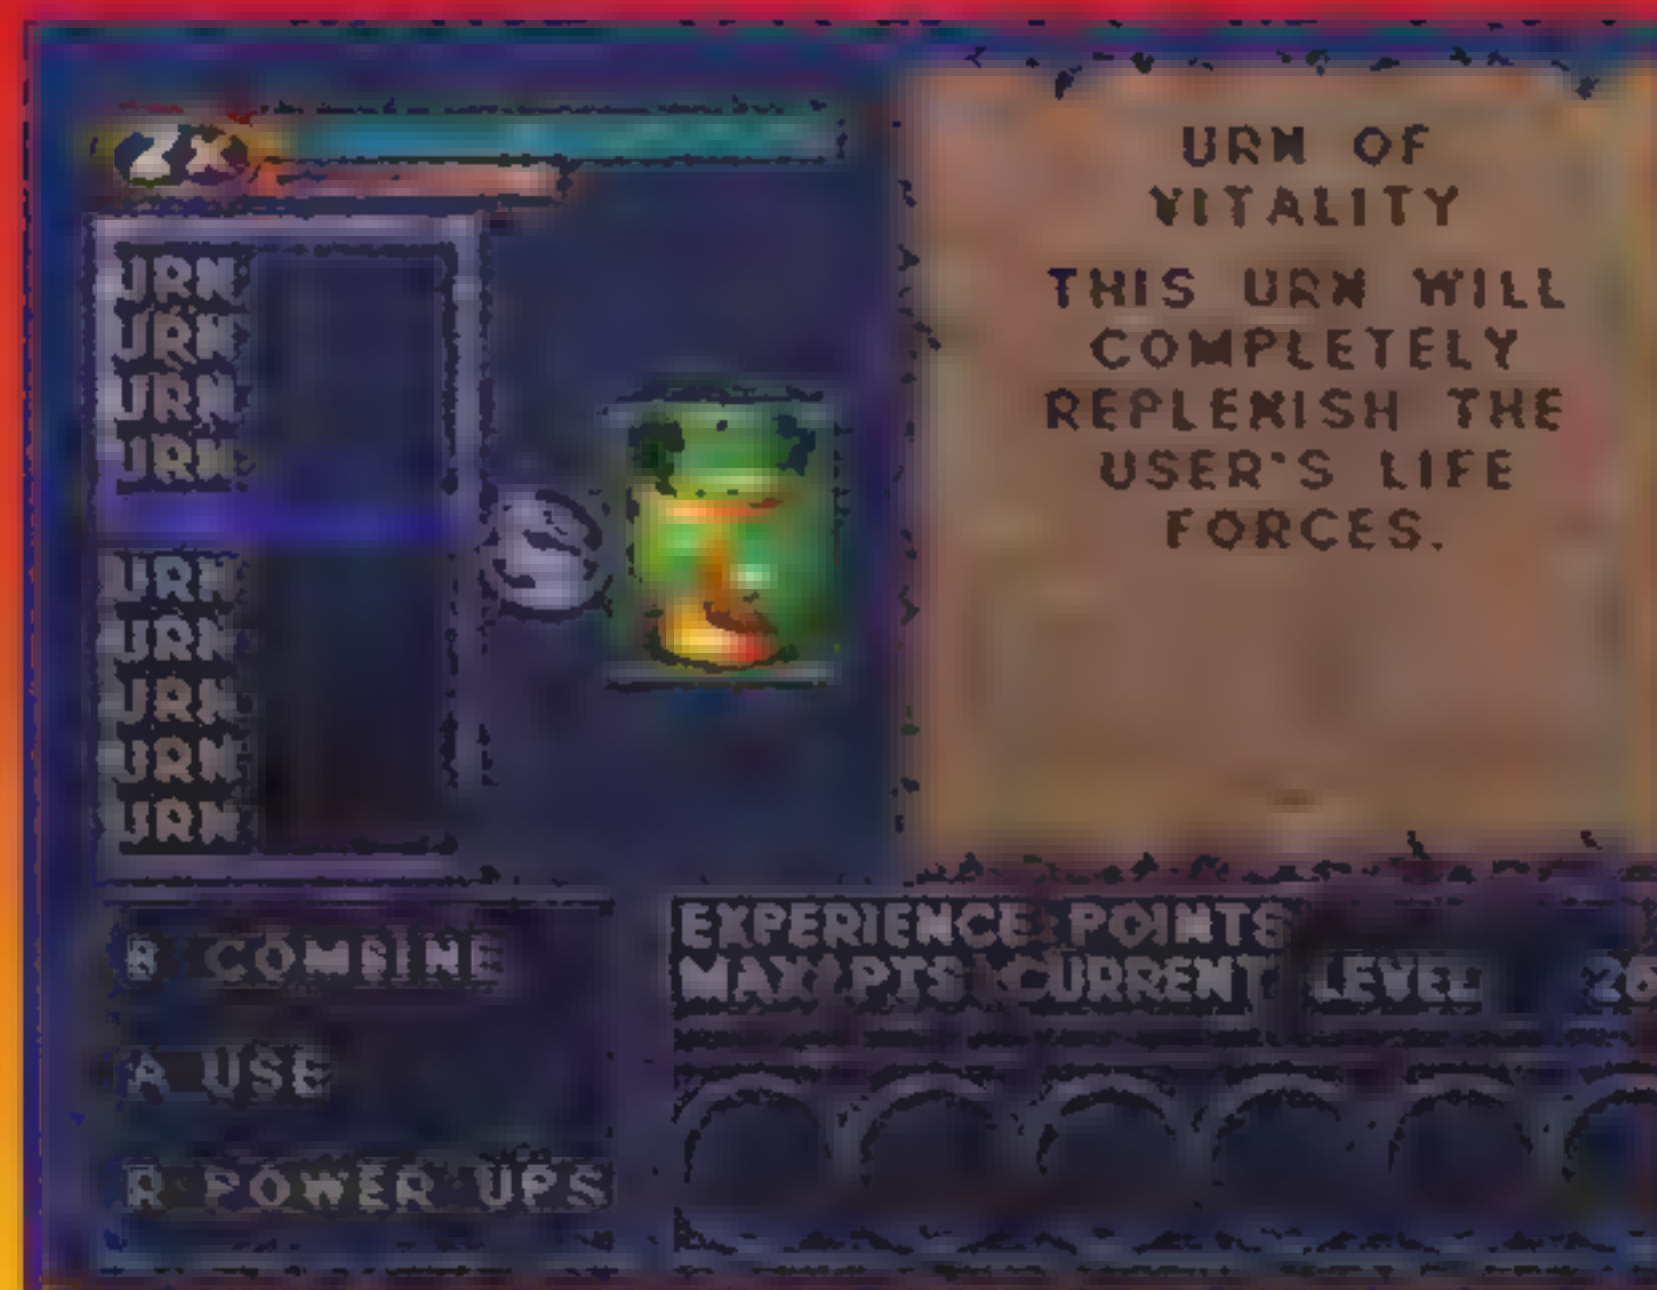 URN
URN
URN
URN
URN
URN
URN
URN
URN
URN OF
VITALITY
THIS URN WILL
COMPLETELY
REPLENISH THE
USER'S LIFE
FORCES.
B COMBINE
A USE
R POWER UPS
EXPERIENCE POINTS
MAX PTS CURRENT LEVEL 26